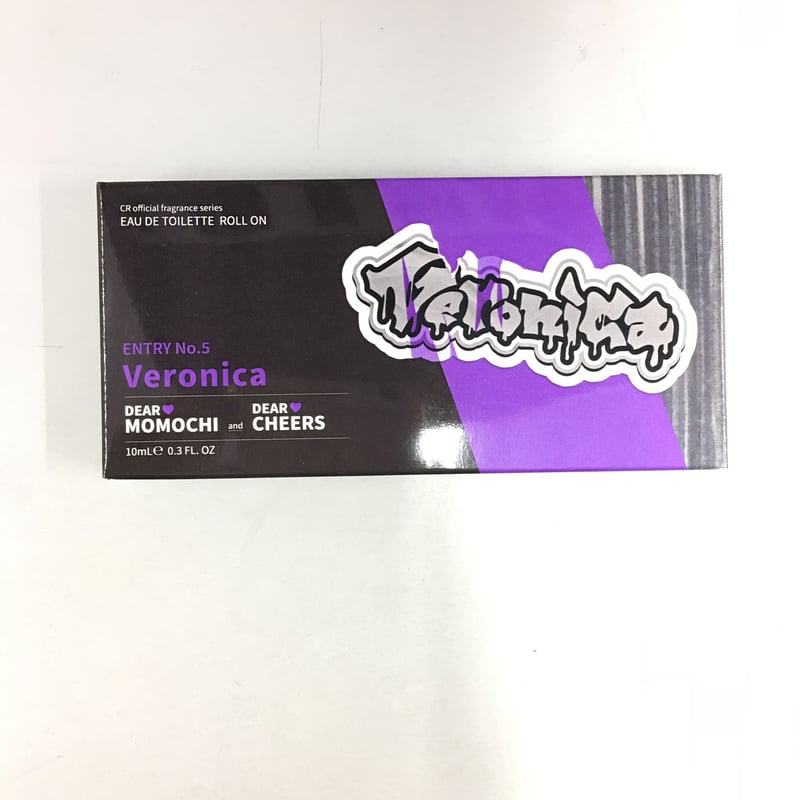 CR official fragrance series
EAU DE TOILETTE ROLL ON
Veronica
ENTRY No.5
Veronica
DEAR💜 DEAR💜
MOMOCHI and CHEERS
10mL℮ 0.3 FL. OZ